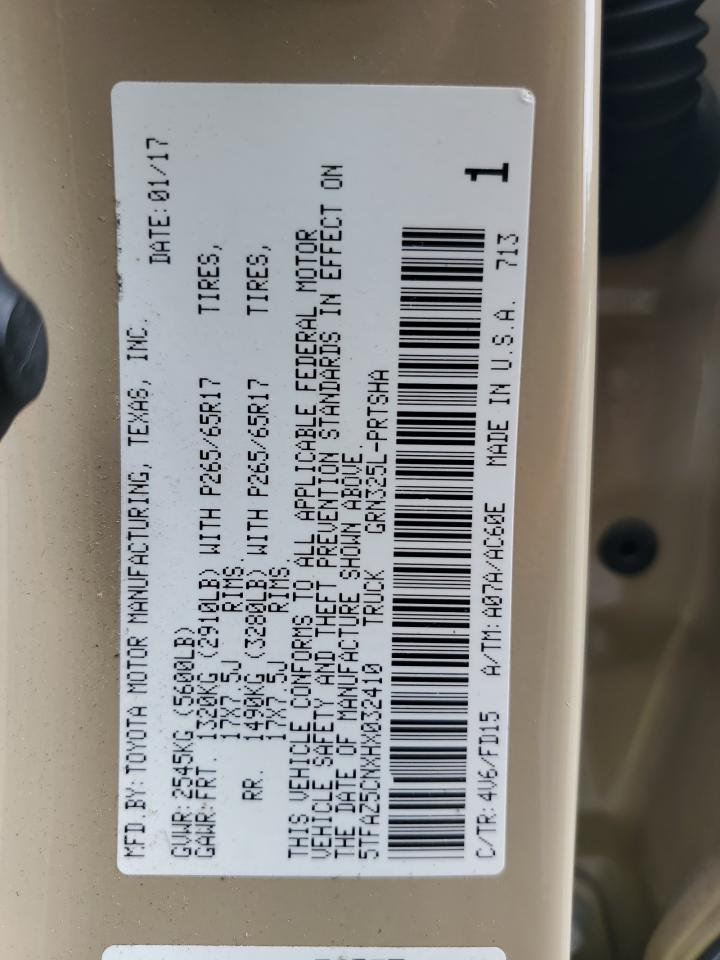 MFD BY: TOYOTA MOTOR MANUFACTURING, TEXAS, INC.
DATE: 01/17
GVWR: 2545KG (5600LB)
GAWR: FRT. 1320KG (2910LB) WITH P265/65R17 TIRES,
17X7.5J RIMS.
RR. 1490KG (3280LB) WITH P265/65R17 TIRES,
17X7.5J RIMS.
THIS VEHICLE CONFORMS TO ALL APPLICABLE FEDERAL MOTOR
VEHICLE SAFETY AND THEFT PREVENTION STANDARDS IN EFFECT ON
THE DATE OF MANUFACTURE SHOWN ABOVE.
5TFAZ5CNXHX032410 TRUCK GRN325L-PRTSHA
1
C/TR: 4V6/FD15 A/TM: A07A/AC60E MADE IN U.S.A. 713